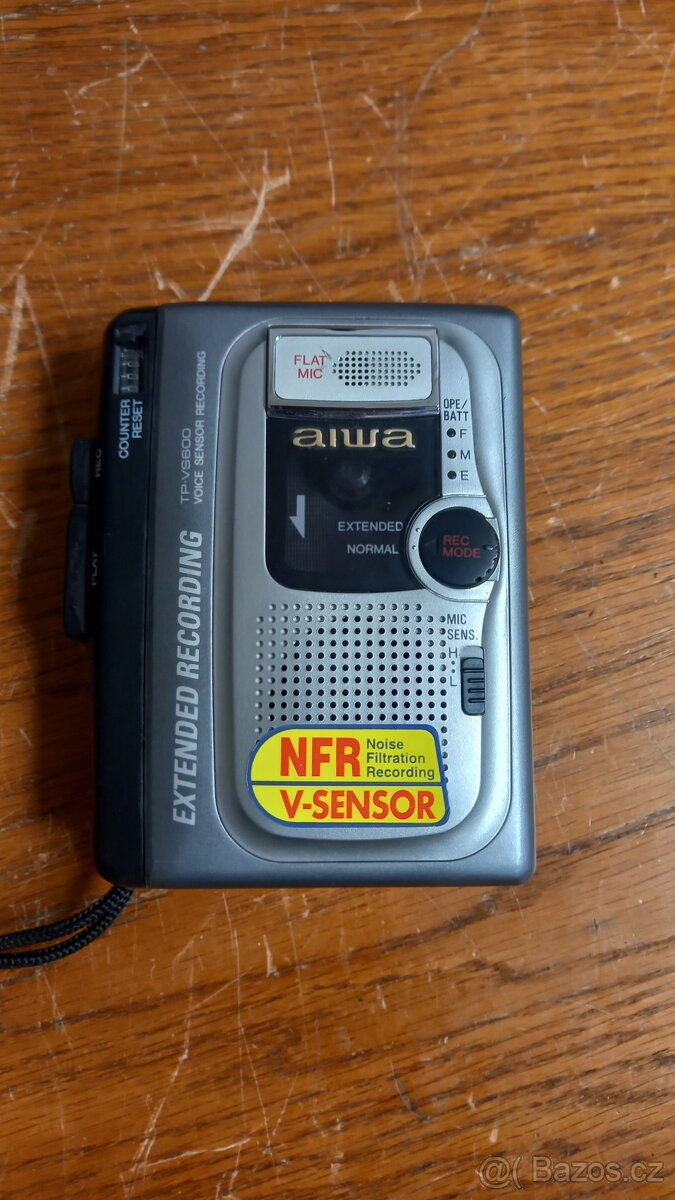 FLAT
MIC
aiwa
OPE/
BATT
F
M
E
EXTENDED
NORMAL
REC
MODE
MIC
SENS.
H
L
NFR
Noise
Filtration
Recording
V-SENSOR
COUNTER
RESET
REC
PLAY
TP-VS600
VOICE SENSOR RECORDING
EXTENDED RECORDING
@( Bazos.cz